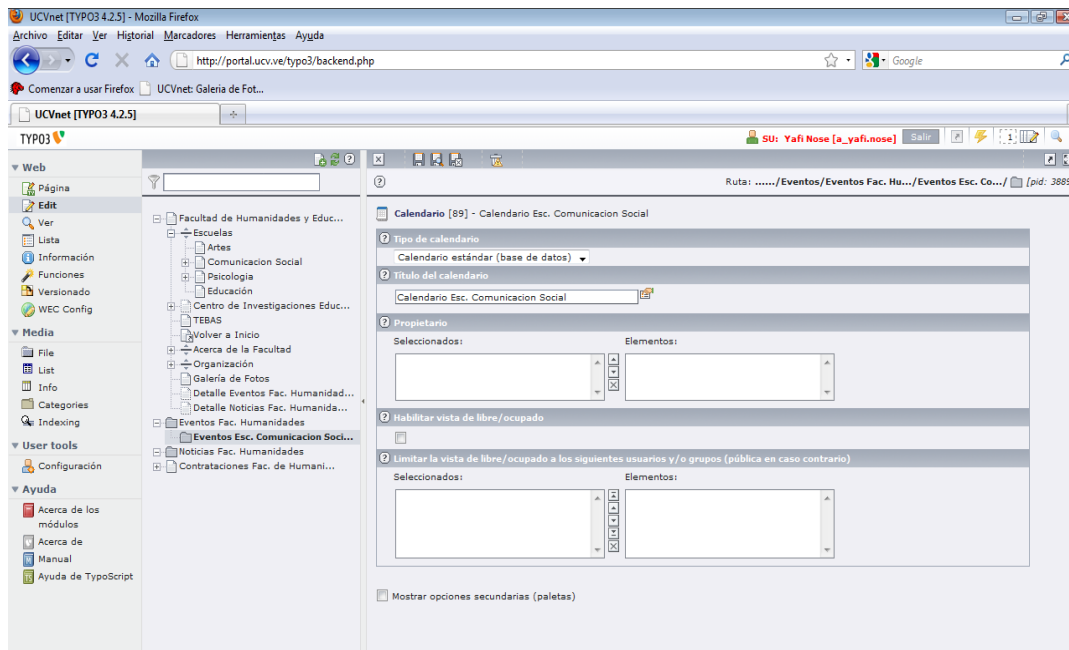 UCVnet [TYPO3 4.2.5] - Mozilla Firefox
Archivo Editar Ver Historial Marcadores Herramientas Ayuda
http://portal.ucv.ve/typo3/backend.php
Google
Comenzar a usar Firefox UCVnet: Galeria de Fot...
UCVnet [TYPO3 4.2.5]
TYPO3
SU: Yafi Nose [a_yafi.nose] Salir 1
Web
Página
Edit
Ver
Lista
Información
Funciones
Versionado
WEC Config
Media
File
List
Info
Categories
Indexing
User tools
Configuración
Ayuda
Acerca de los
módulos
Acerca de
Manual
Ayuda de TypoScript
Facultad de Humanidades y Educ...
Escuelas
Artes
Comunicacion Social
Psicologia
Educación
Centro de Investigaciones Educ...
TEBAS
Volver a Inicio
Acerca de la Facultad
Organización
Galería de Fotos
Detalle Eventos Fac. Humanidad...
Detalle Noticias Fac. Humanida...
Eventos Fac. Humanidades
Eventos Esc. Comunicacion Soci...
Noticias Fac. Humanidades
Contrataciones Fac. de Humani...
Ruta: ....../Eventos/Eventos Fac. Hu.../Eventos Esc. Co.../ [pid: 3889
Calendario [89] - Calendario Esc. Comunicacion Social
Tipo de calendario
Calendario estándar (base de datos)
Título del calendario
Calendario Esc. Comunicacion Social
Propietario
Seleccionados: Elementos:
Habilitar vista de libre/ocupado
Limitar la vista de libre/ocupado a los siguientes usuarios y/o grupos (pública en caso contrario)
Seleccionados: Elementos:
Mostrar opciones secundarias (paletas)